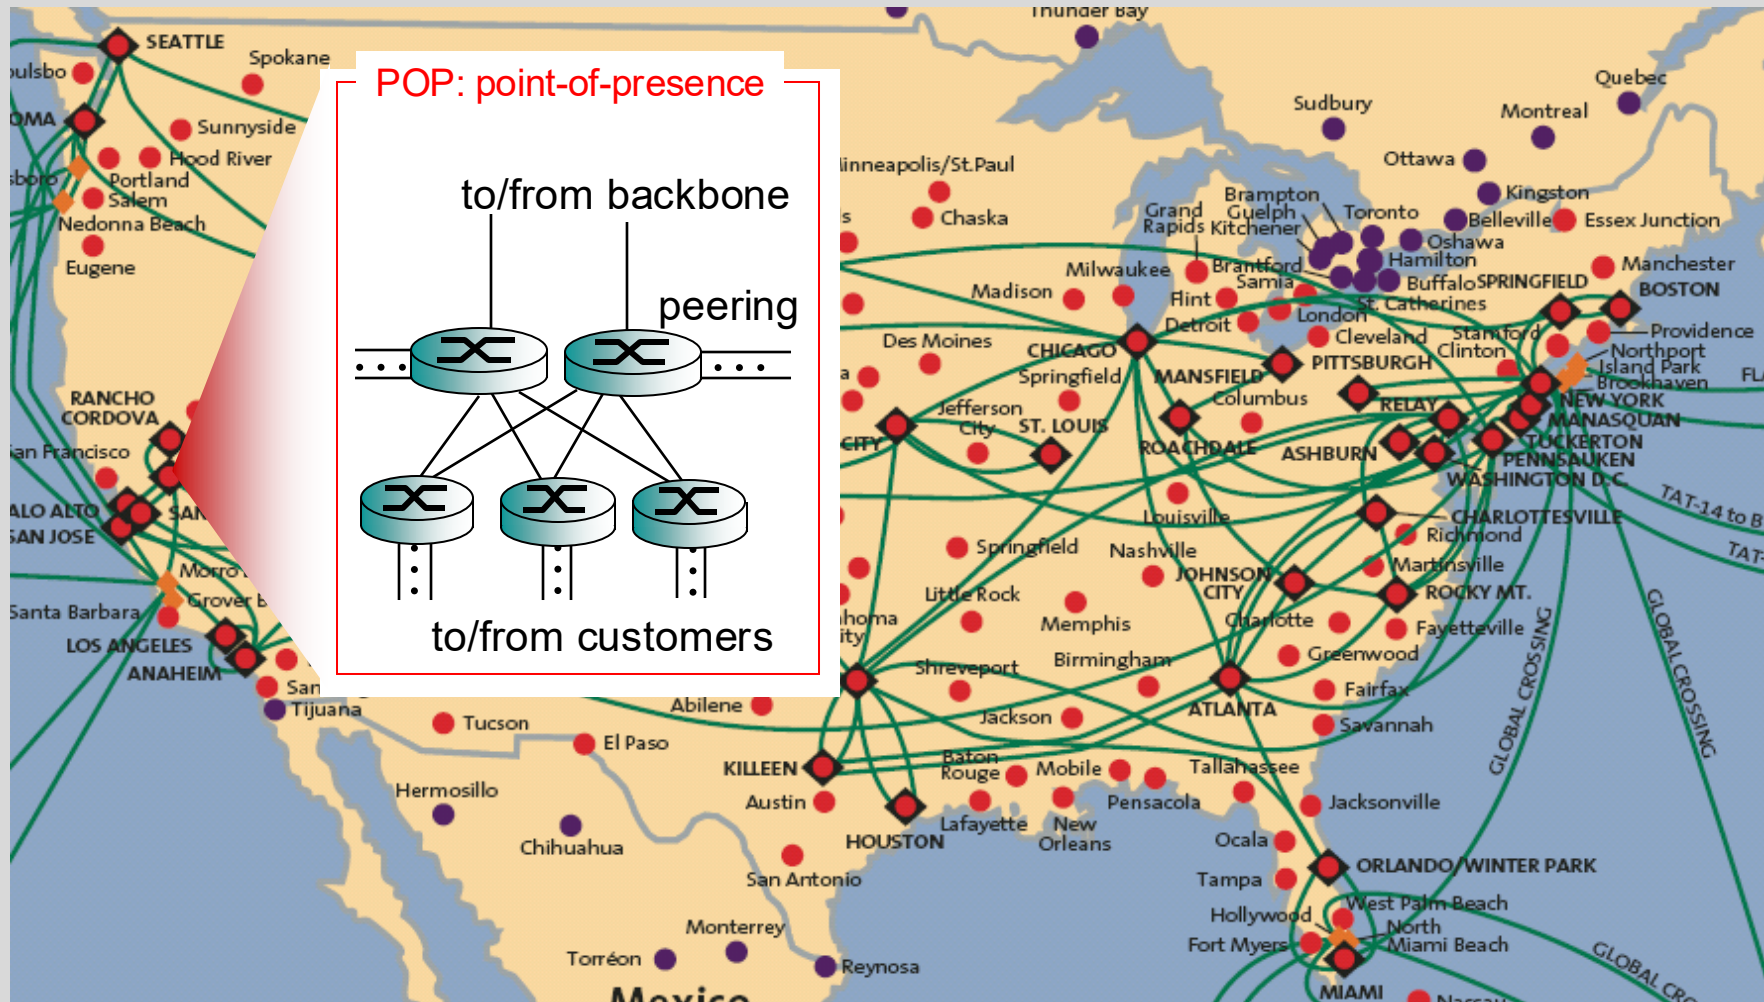 POP: point-of-presence
to/from backbone
peering
to/from customers
SEATTLE
Spokane
Sunnyside
Hood River
Portland
Salem
Nedonna Beach
Eugene
RANCHO
CORDOVA
SAN JOSE
Santa Barbara
LOS ANGELES
ANAHEIM
Tijuana
Tucson
El Paso
Hermosillo
Chihuahua
Monterrey
Torréon
Reynosa
Mexico
Thunder Bay
Chaska
Madison
Milwaukee
Grand
Rapids
Brampton
Guelph
Kitchener
Toronto
Sudbury
Quebec
Montreal
Ottawa
Kingston
Belleville
Essex Junction
Oshawa
Hamilton
Brantford
Buffalo
SPRINGFIELD
Manchester
BOSTON
St. Catherines
Flint
London
Detroit
Cleveland
Stamford
Clinton
Providence
Northport
Island Park
Brookhaven
Des Moines
CHICAGO
Springfield
MANSFIELD
PITTSBURGH
Columbus
RELAY
NEW YORK
MANASQUAN
TUCKERTON
PENNSAUKEN
WASHINGTON D.C.
Jefferson
City
ST. LOUIS
ROACHDALE
ASHBURN
CITY
Louisville
CHARLOTTESVILLE
Richmond
Springfield
Nashville
Martinsville
JOHNSON
CITY
ROCKY MT.
Little Rock
Memphis
Charlotte
Fayetteville
Greenwood
Shreveport
Birmingham
Fairfax
Abilene
Jackson
ATLANTA
Savannah
KILLEEN
Baton
Rouge
Mobile
Tallahassee
Austin
Lafayette
New
Orleans
Pensacola
Jacksonville
HOUSTON
San Antonio
Ocala
ORLANDO/WINTER PARK
Tampa
West Palm Beach
Hollywood
North
Miami Beach
Fort Myers
MIAMI
GLOBAL CROSSING
GLOBAL CROSSING
TAT-14 to
GLOBAL